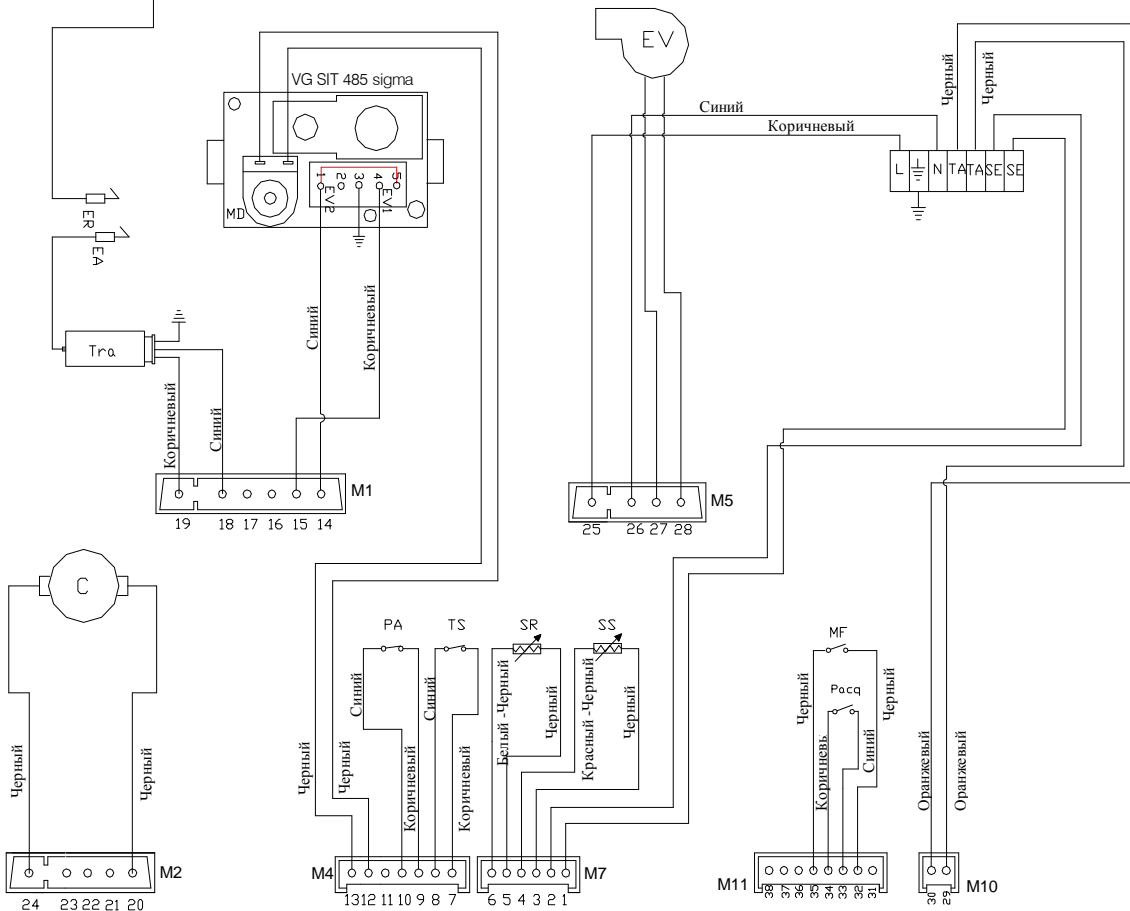 EV
VG SIT 485 sigma
Синий
Коричневый
Черный
Черный
L N TA TA SE SE
1 2 3 4 5
EV2 EV1
MD
ER
EA
Tra
Синий
Коричневый
Коричневый
Синий
M1
19 18 17 16 15 14
M5
25 26 27 28
C
Черный
Черный
M2
24 23 22 21 20
PA TS SR SS
Черный
Черный
Синий
Коричневый
Синий
Коричневый
Белый -Черный
Черный
Красный -Черный
Черный
M4
13 12 11 10 9 8 7
M7
6 5 4 3 2 1
MF
Pacq
Черный
Коричневь
Синий
Черный
M11
38 37 36 35 34 33 32 31
Оранжевый
Оранжевый
M10
30 29